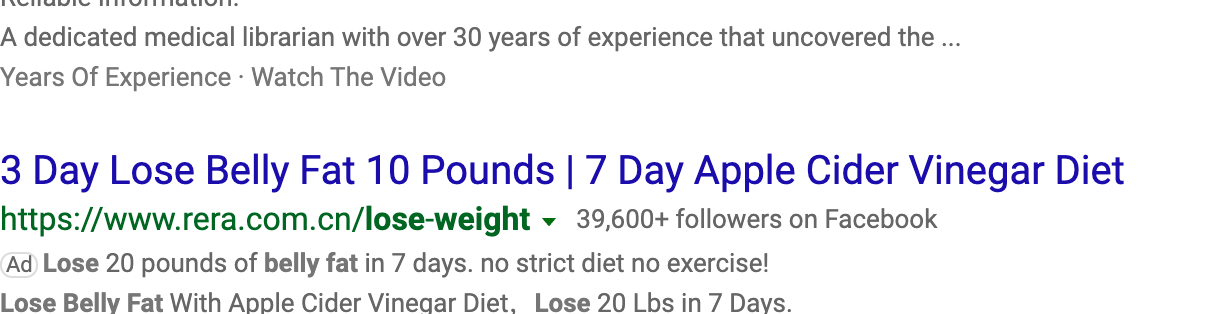 Reliable Information.
A dedicated medical librarian with over 30 years of experience that uncovered the ...
Years Of Experience · Watch The Video
3 Day Lose Belly Fat 10 Pounds | 7 Day Apple Cider Vinegar Diet
https://www.rera.com.cn/lose-weight 39,600+ followers on Facebook
Ad Lose 20 pounds of belly fat in 7 days. no strict diet no exercise!
Lose Belly Fat With Apple Cider Vinegar Diet, Lose 20 Lbs in 7 Days.